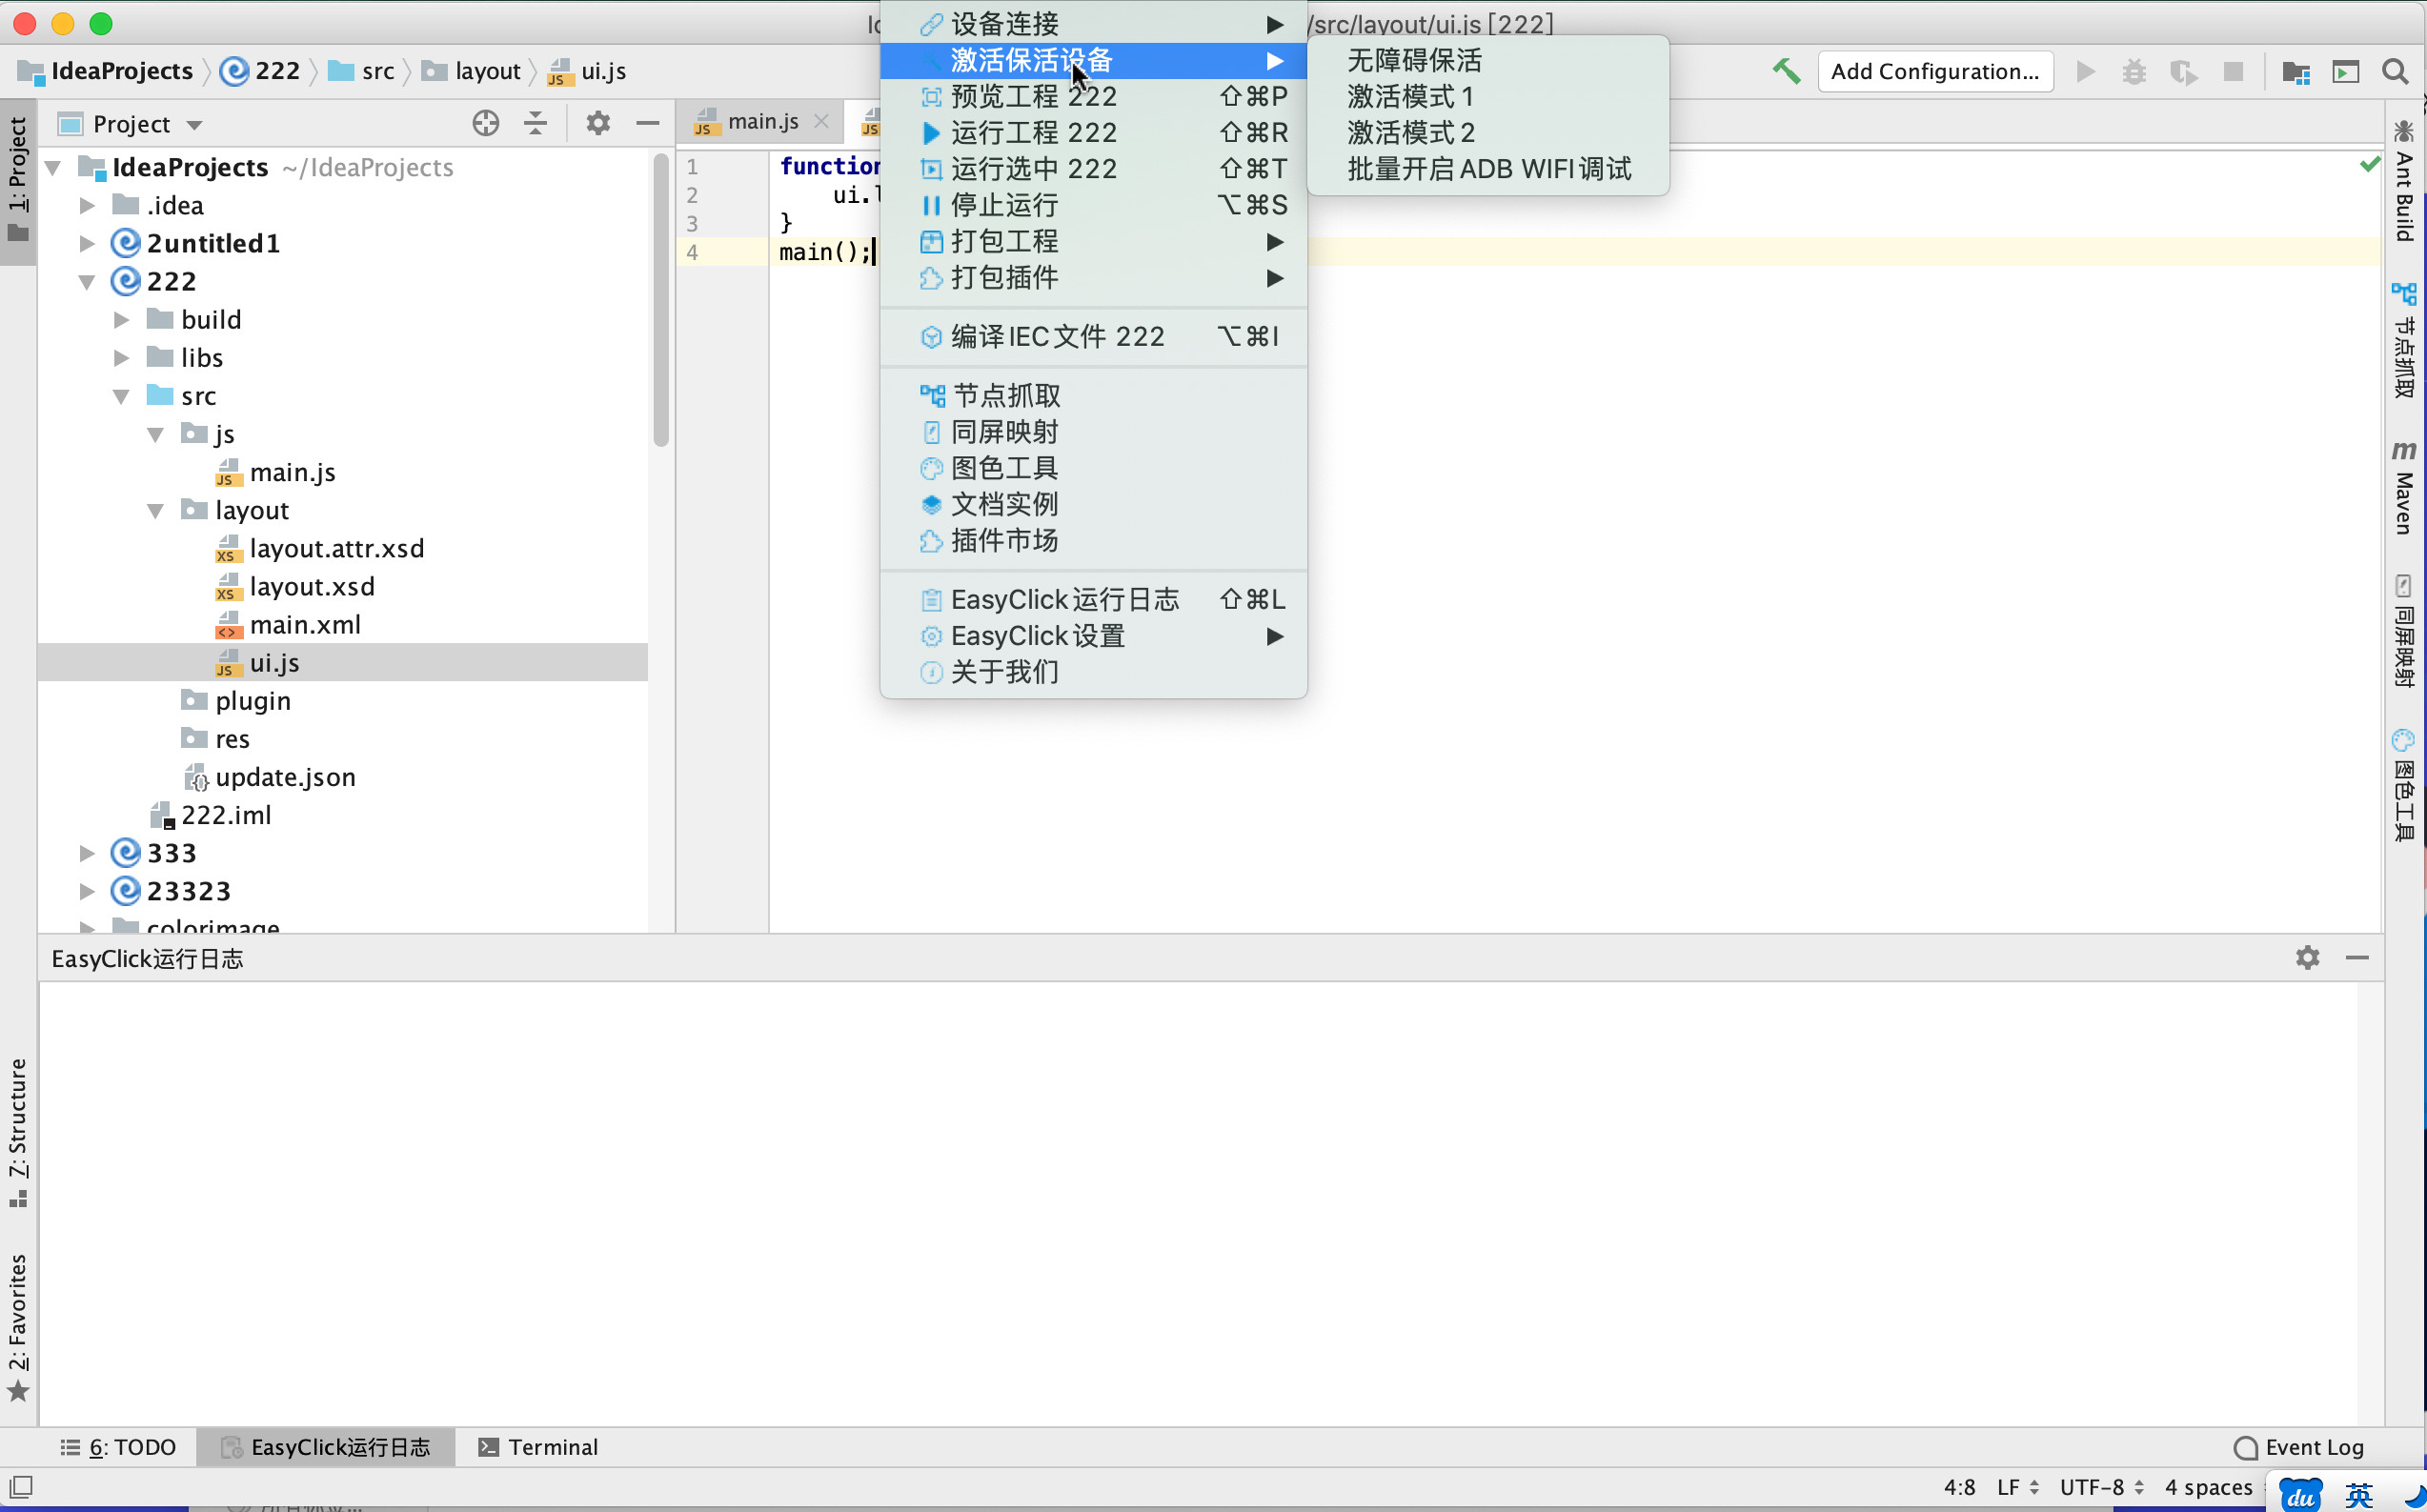 /src/layout/ui.js [222]
IdeaProjects 222 src layout ui.js
Add Configuration...
设备连接
激活保活设备
预览工程 222 ⇧⌘P
运行工程 222 ⇧⌘R
运行选中 222 ⇧⌘T
停止运行 ⌥⌘S
打包工程
打包插件
编译IEC文件 222 ⌥⌘I
节点抓取
同屏映射
图色工具
文档实例
插件市场
EasyClick运行日志 ⇧⌘L
EasyClick设置
关于我们
无障碍保活
激活模式1
激活模式2
批量开启ADB WIFI调试
1: Project
7: Structure
2: Favorites
Project
IdeaProjects ~/IdeaProjects
.idea
2untitled1
222
build
libs
src
js
main.js
layout
layout.attr.xsd
layout.xsd
main.xml
ui.js
plugin
res
update.json
222.iml
333
23323
colorimage
main.js
1 function
2 ui.
3 }
4 main();
Ant Build
节点抓取
Maven
同屏映射
图色工具
EasyClick运行日志
6: TODO EasyClick运行日志 Terminal
Event Log
4:8 LF UTF-8 4 spaces
du 英